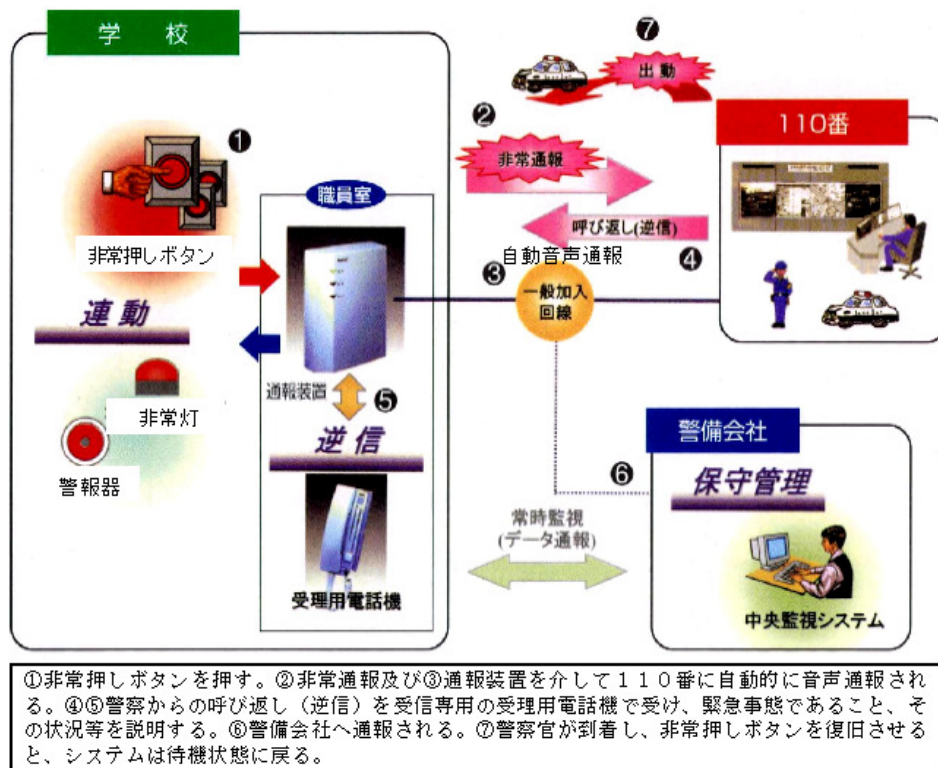 学校
❼
出動
❷
110番
❶
非常通報
職員室
呼び返し(逆信)
非常押しボタン
自動音声通報
❸
❹
一般加入
回線
連動
通報装置
❺
非常灯
逆信
警備会社
警報器
❻
保守管理
常時監視
(データ通報)
受理用電話機
中央監視システム
①非常押しボタンを押す。②非常通報及び③通報装置を介して１１０番に自動的に音声通報され
る。④⑤警察からの呼び返し（逆信）を受信専用の受理用電話機で受け、緊急事態であること、そ
の状況等を説明する。⑥警備会社へ通報される。⑦警察官が到着し、非常押しボタンを復旧させる
と、システムは待機状態に戻る。